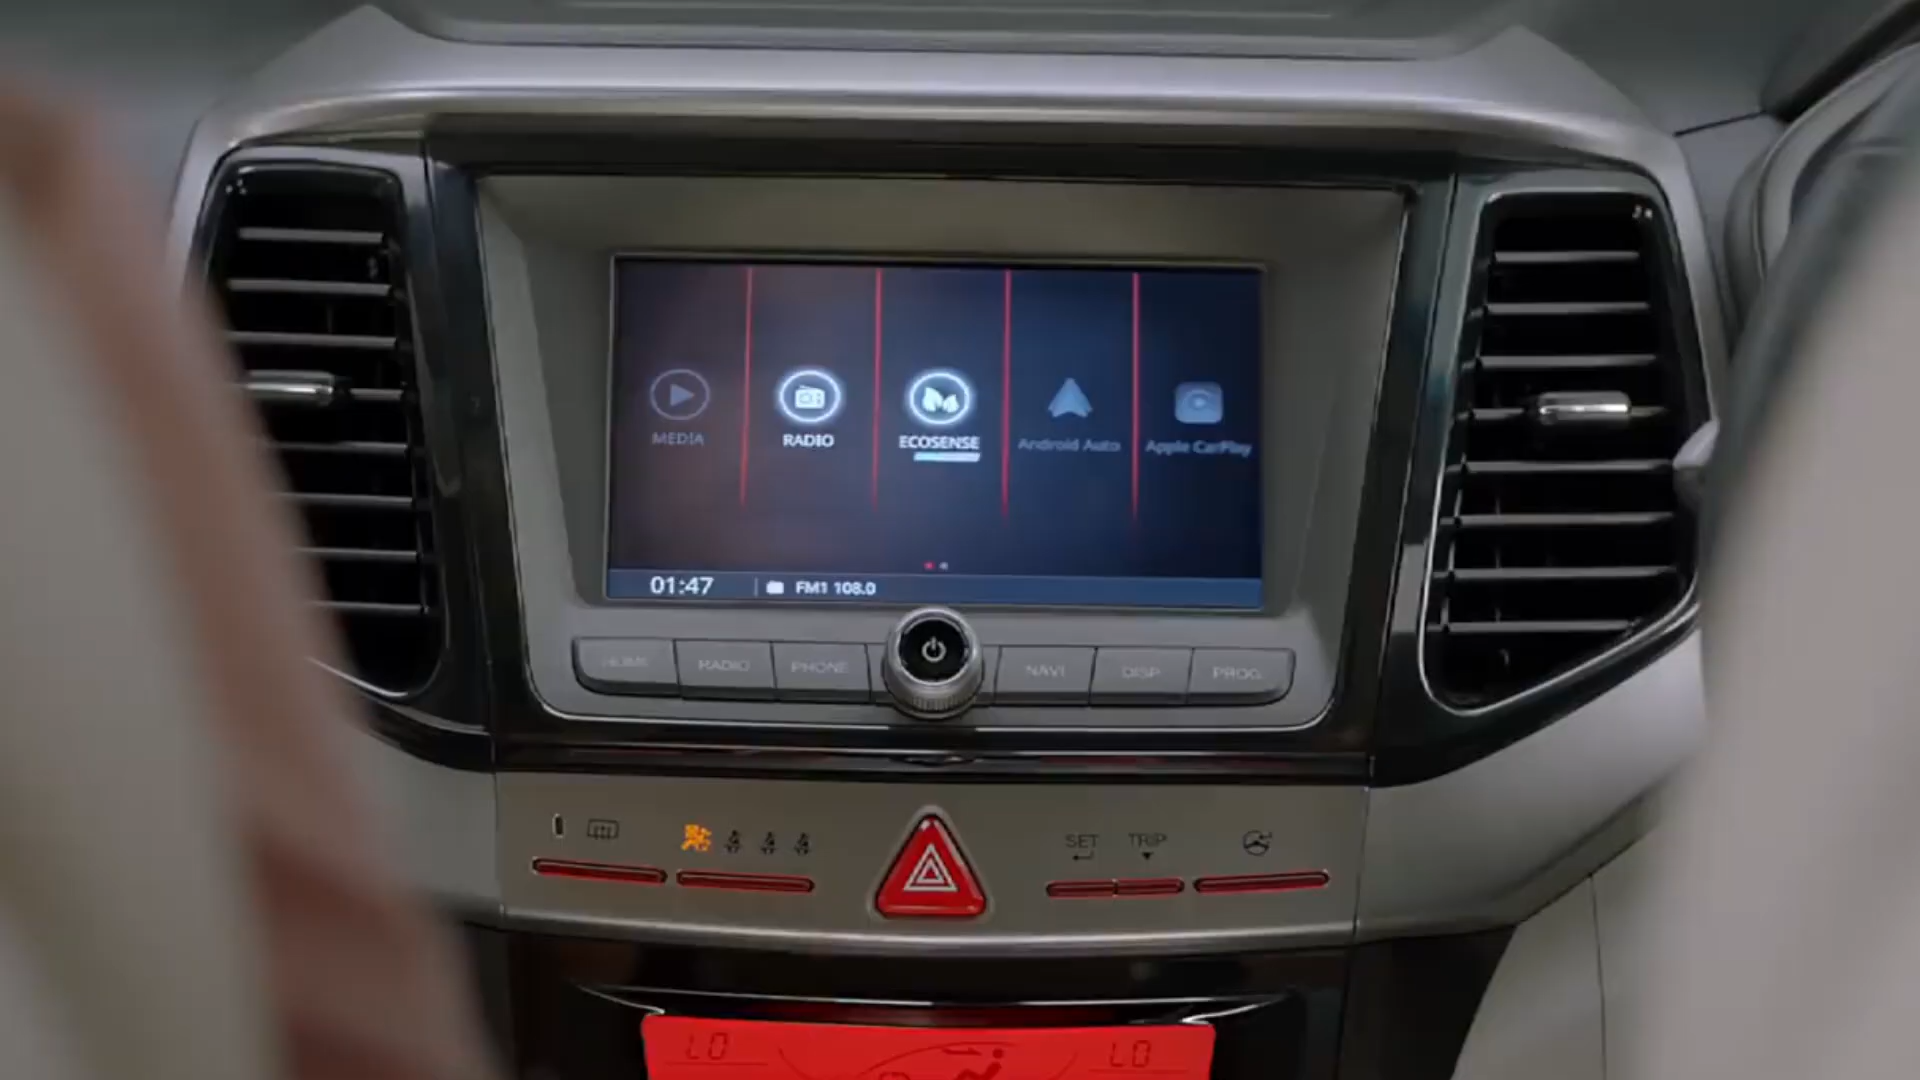 MEDIA
RADIO
ECOSENSE
Android Auto
Apple CarPlay
01:47
FM1 108.0
HOME
RADIO
PHONE
NAVI
DISP
PROG
SET
TRIP
LO
LO